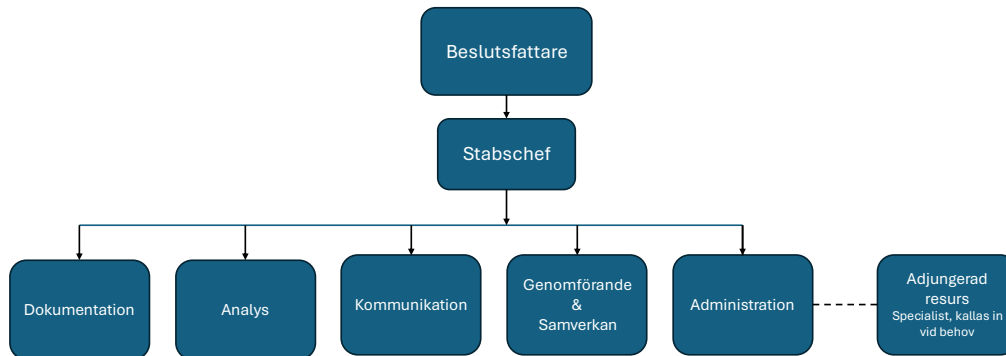 Beslutsfattare
Stabschef
Dokumentation
Analys
Kommunikation
Genomförande
&
Samverkan
Administration
Adjungerad
resurs
Specialist, kallas in
vid behov